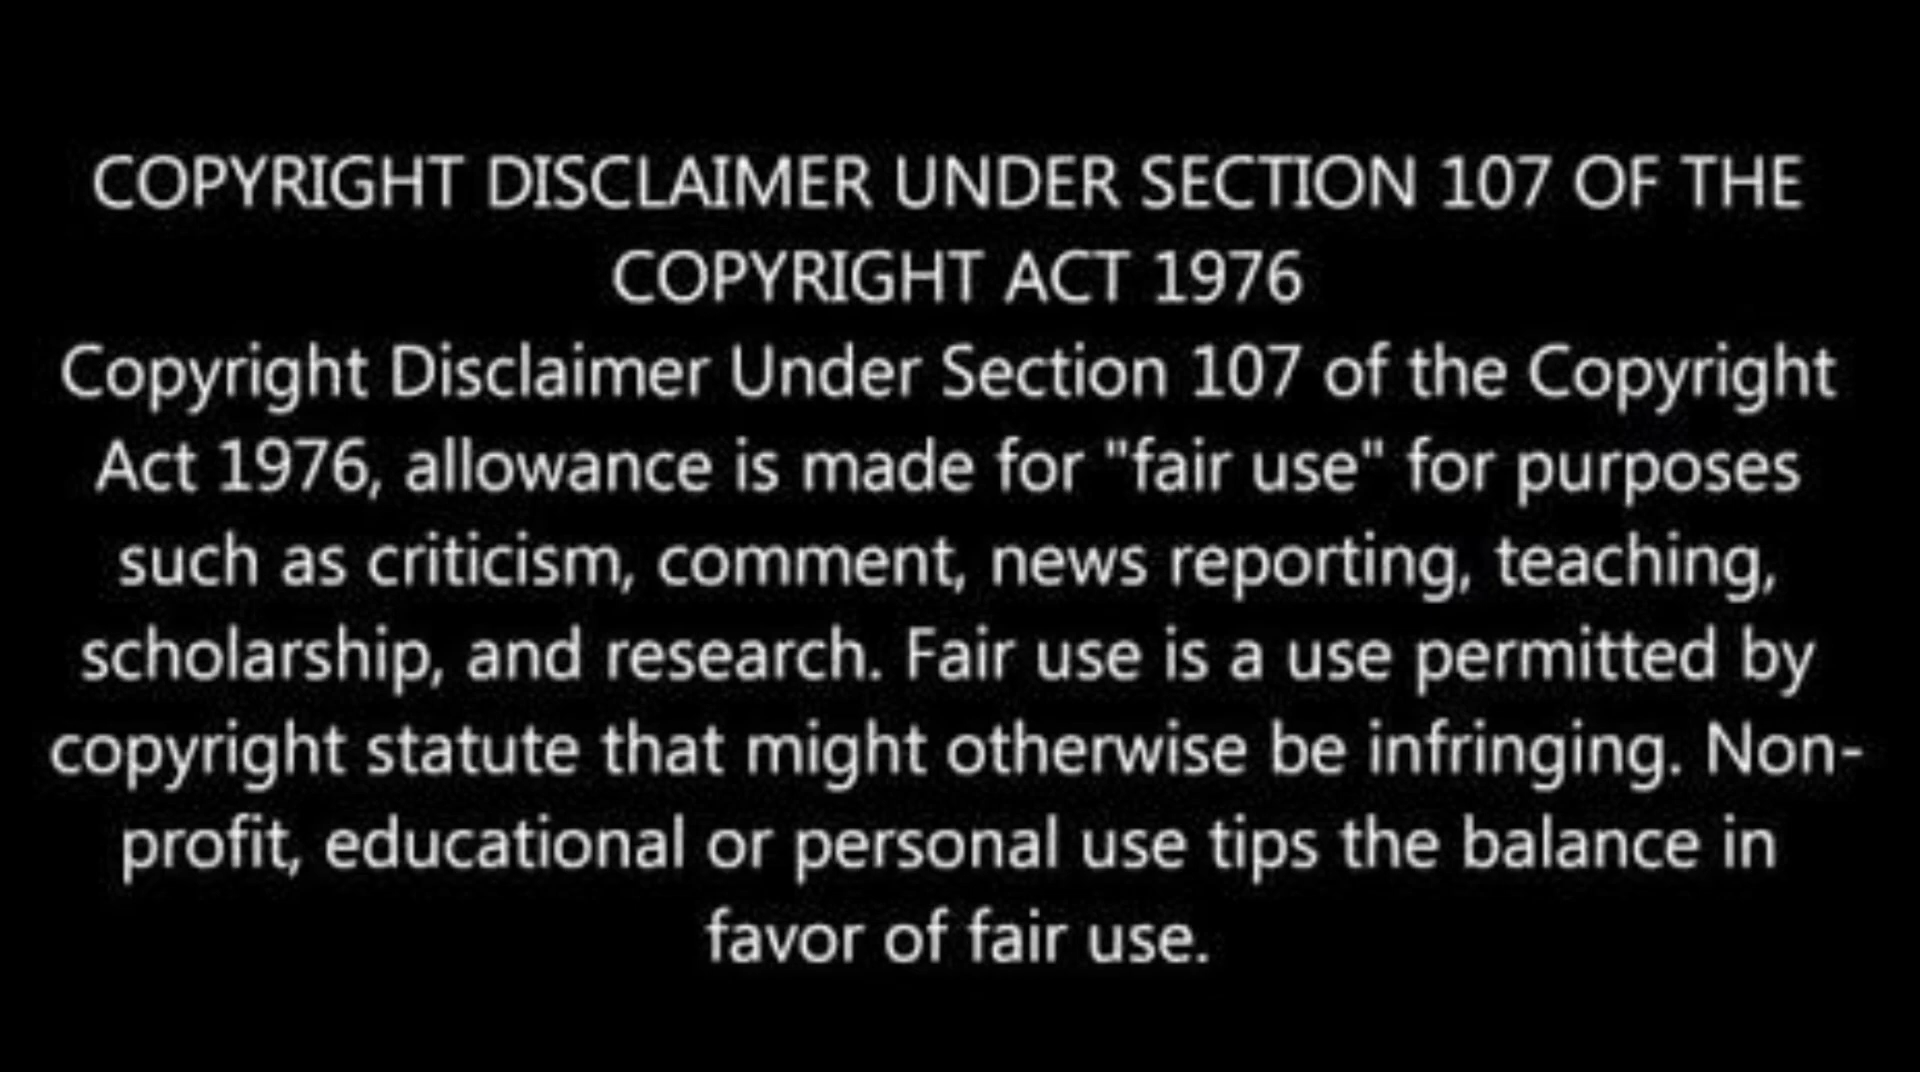 COPYRIGHT DISCLAIMER UNDER SECTION 107 OF THE
COPYRIGHT ACT 1976
Copyright Disclaimer Under Section 107 of the Copyright
Act 1976, allowance is made for "fair use" for purposes
such as criticism, comment, news reporting, teaching,
scholarship, and research. Fair use is a use permitted by
copyright statute that might otherwise be infringing. Non-
profit, educational or personal use tips the balance in
favor of fair use.